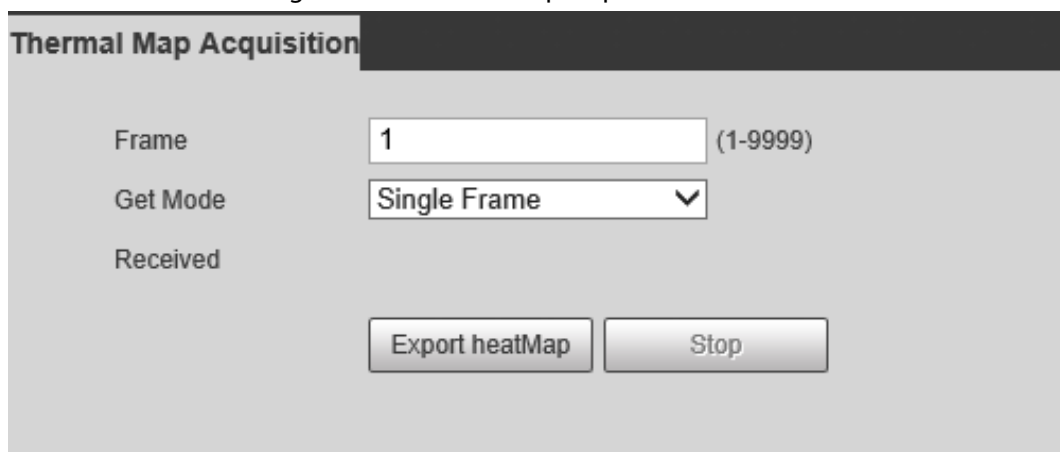 Thermal Map Acquisition
Frame 1 (1-9999)
Get Mode Single Frame
Received
Export heatMap Stop